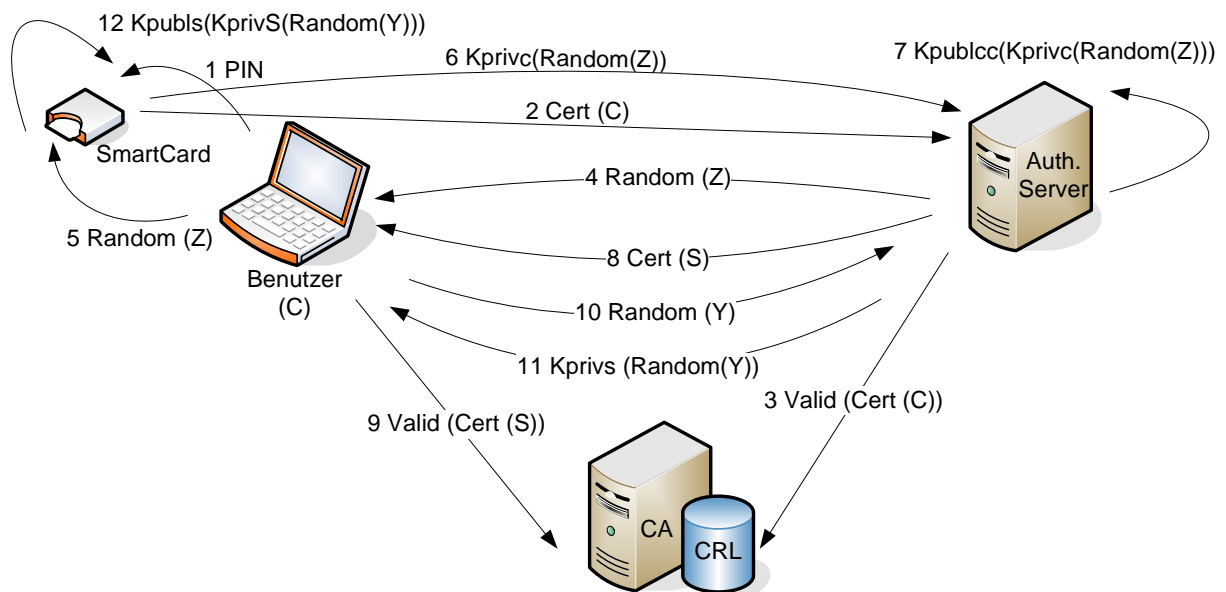 12 Kpubls(KprivS(Random(Y)))
1 PIN
6 Kprivc(Random(Z))
7 Kpublcc(Kprivc(Random(Z)))
2 Cert (C)
SmartCard
Auth.
Server
4 Random (Z)
5 Random (Z)
8 Cert (S)
Benutzer
(C)
10 Random (Y)
11 Kprivs (Random(Y))
3 Valid (Cert (C))
9 Valid (Cert (S))
CA
CRL